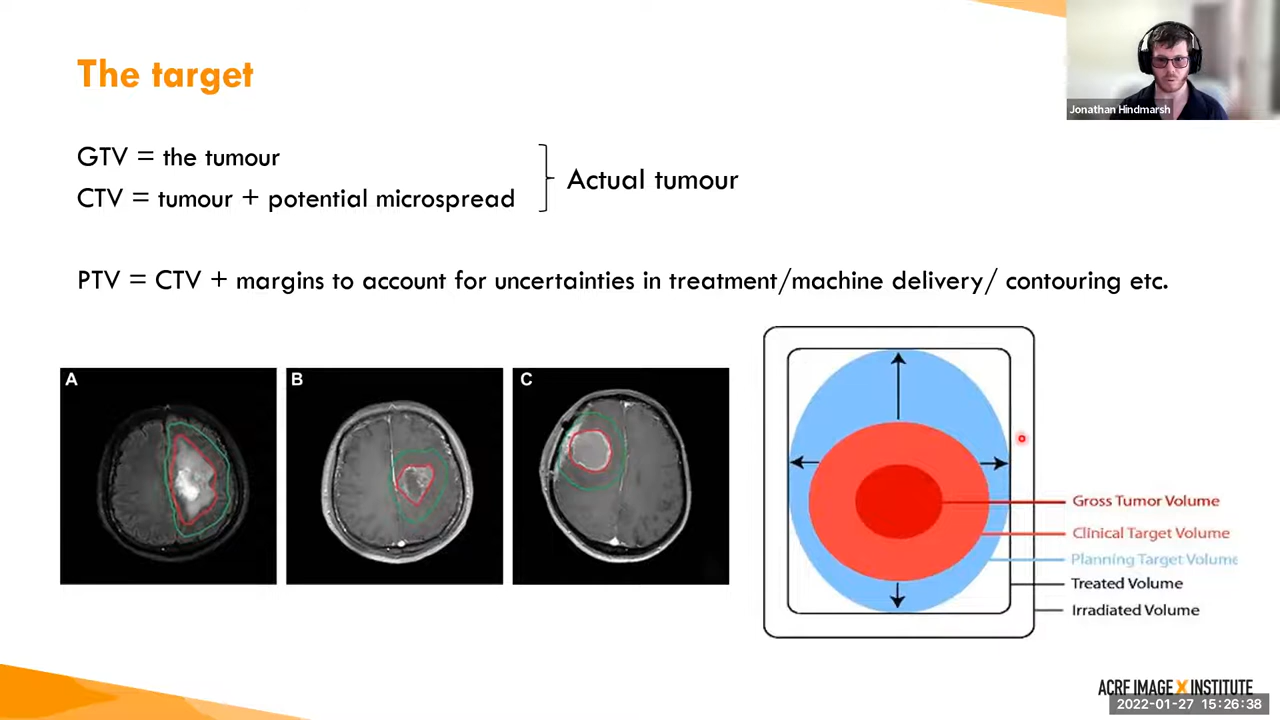 The target
Jonathan Hindmarsh
GTV = the tumour
CTV = tumour + potential microspread
Actual tumour
PTV = CTV + margins to account for uncertainties in treatment/machine delivery/ contouring etc.
A
B
C
Gross Tumor Volume
Clinical Target Volume
Planning Target Volume
Treated Volume
Irradiated Volume
ACRF IMAGE X INSTITUTE
2022-01-27 15:26:38